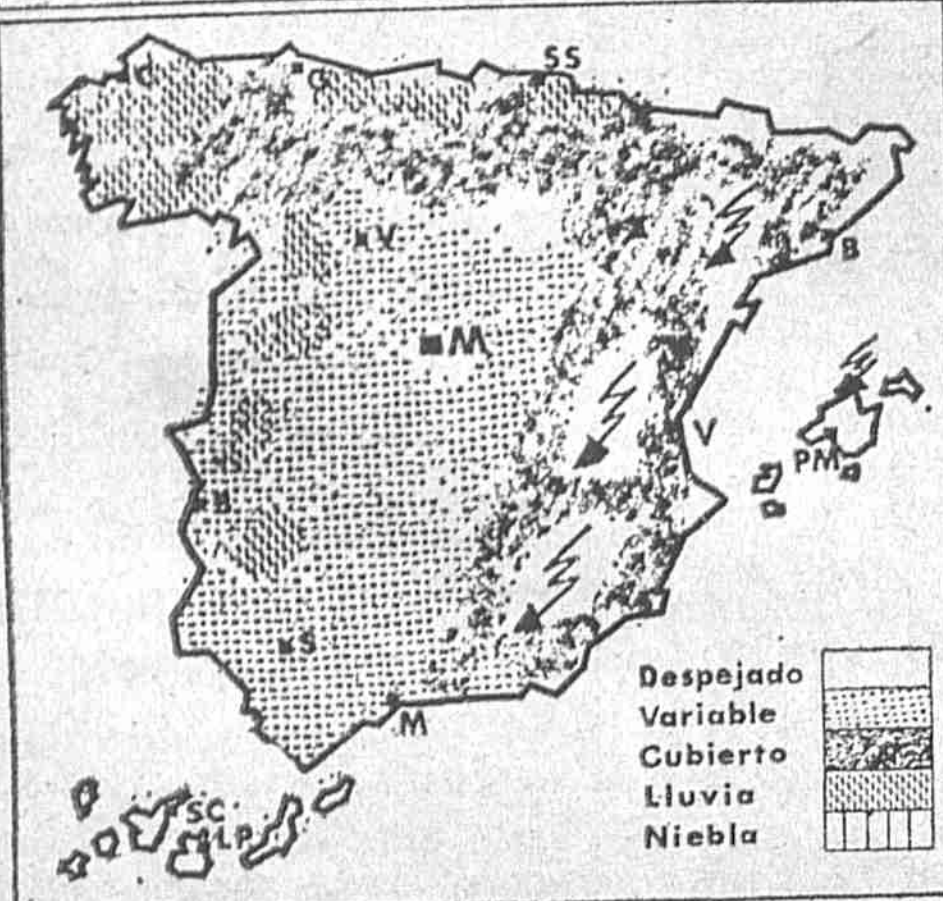 SS
C
O
V
B
M
V
PM
B
S
M
SC
LP
Despejado
Variable
Cubierto
Lluvia
Niebla